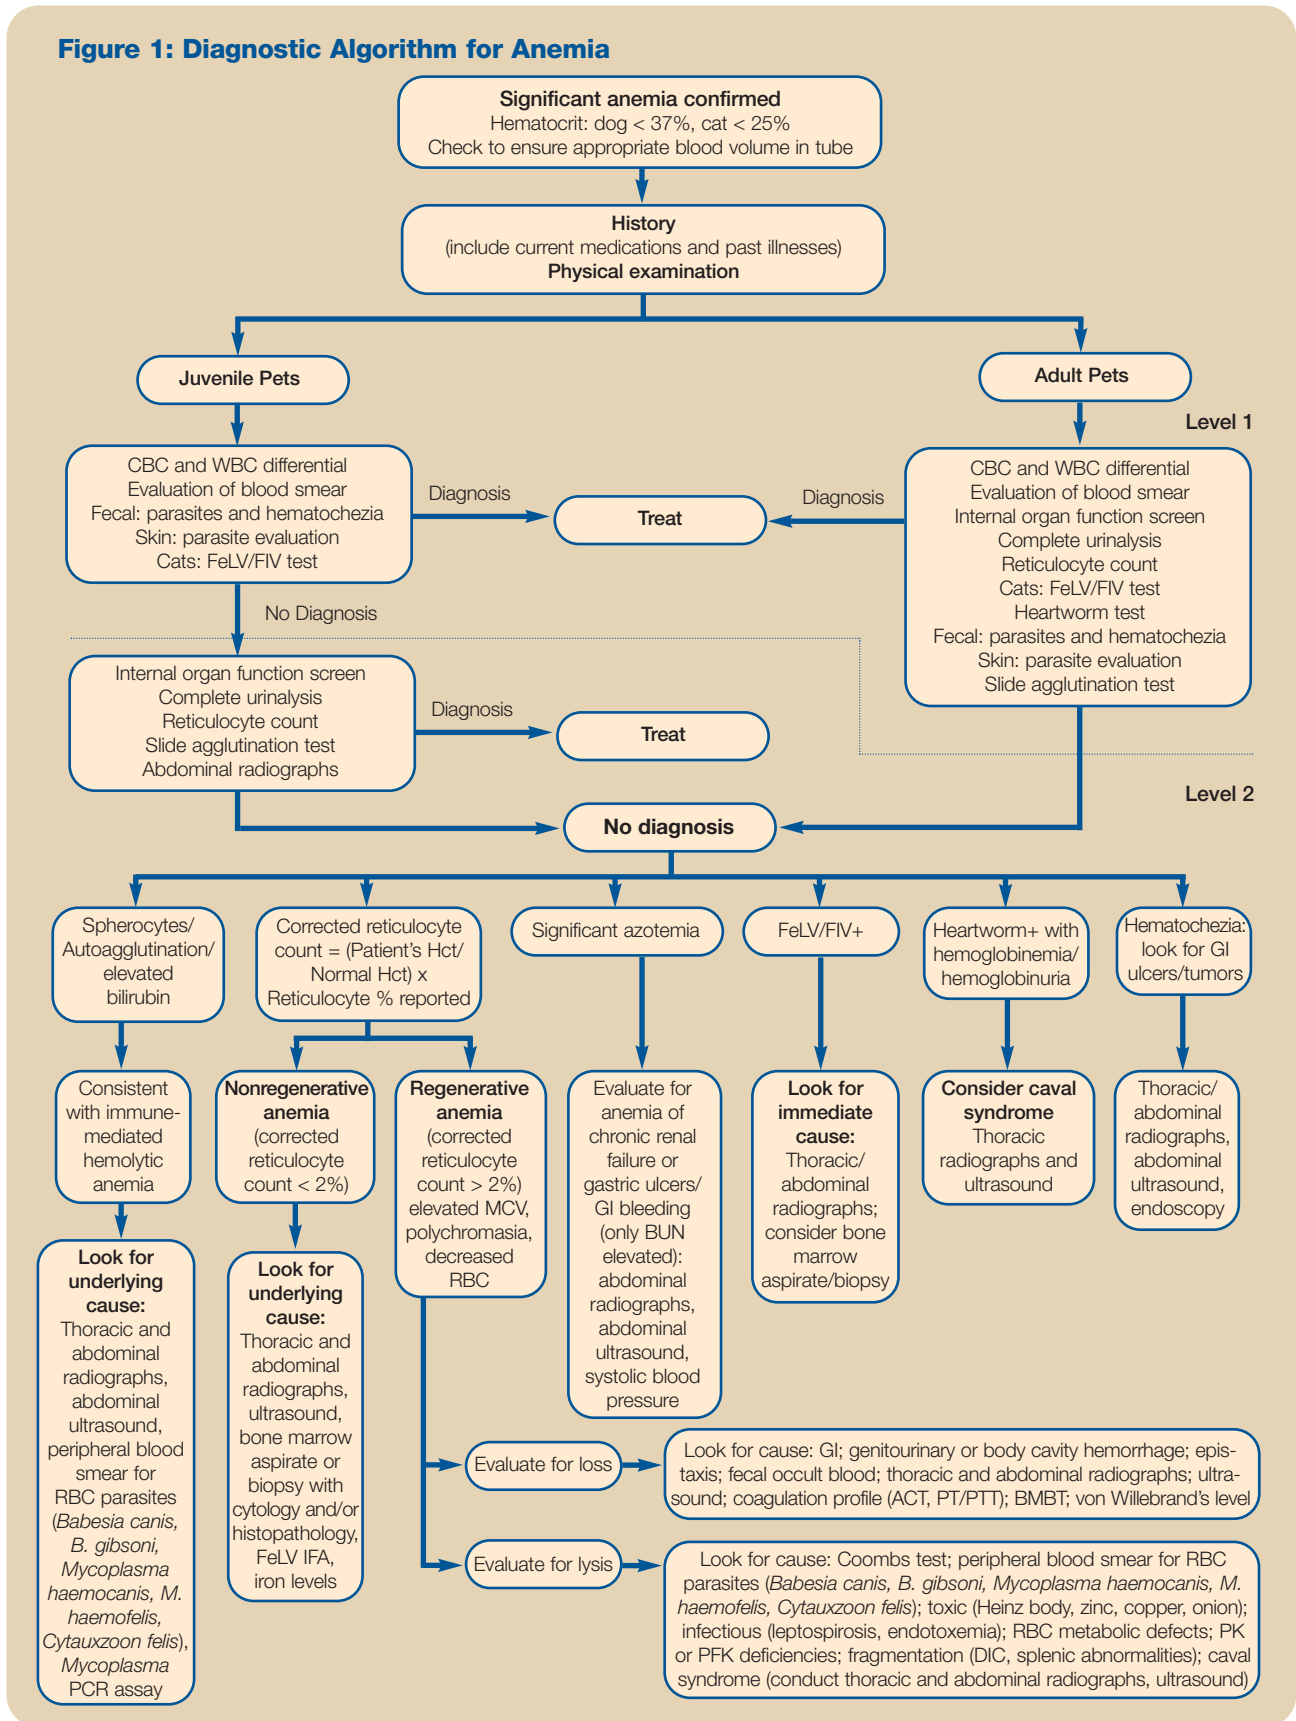 Figure 1: Diagnostic Algorithm for Anemia
Significant anemia confirmed
Hematocrit: dog < 37%, cat < 25%
Check to ensure appropriate blood volume in tube
History
(include current medications and past illnesses)
Physical examination
Juvenile Pets
Adult Pets
Level 1
CBC and WBC differential
Evaluation of blood smear
Fecal: parasites and hematochezia
Skin: parasite evaluation
Cats: FeLV/FIV test
Diagnosis
Treat
Diagnosis
CBC and WBC differential
Evaluation of blood smear
Internal organ function screen
Complete urinalysis
Reticulocyte count
Cats: FeLV/FIV test
Heartworm test
Fecal: parasites and hematochezia
Skin: parasite evaluation
Slide agglutination test
No Diagnosis
Internal organ function screen
Complete urinalysis
Reticulocyte count
Slide agglutination test
Abdominal radiographs
Diagnosis
Treat
Level 2
No diagnosis
Spherocytes/
Autoagglutination/
elevated
bilirubin
Corrected reticulocyte
count = (Patient's Hct/
Normal Hct) x
Reticulocyte % reported
Significant azotemia
FeLV/FIV+
Heartworm+ with
hemoglobinemia/
hemoglobinuria
Hematochezia:
look for GI
ulcers/tumors
Consistent
with immune-
mediated
hemolytic
anemia
Nonregenerative
anemia
(corrected
reticulocyte
count < 2%)
Regenerative
anemia
(corrected
reticulocyte
count > 2%)
elevated MCV,
polychromasia,
decreased
RBC
Evaluate for
anemia of
chronic renal
failure or
gastric ulcers/
GI bleeding
(only BUN
elevated):
abdominal
radiographs,
abdominal
ultrasound,
systolic blood
pressure
Look for
immediate
cause:
Thoracic/
abdominal
radiographs;
consider bone
marrow
aspirate/biopsy
Consider caval
syndrome
Thoracic
radiographs and
ultrasound
Thoracic/
abdominal
radiographs,
abdominal
ultrasound,
endoscopy
Look for
underlying
cause:
Thoracic and
abdominal
radiographs,
abdominal
ultrasound,
peripheral blood
smear for
RBC parasites
(Babesia canis,
B. gibsoni,
Mycoplasma
haemocanis, M.
haemofelis,
Cytauxzoon felis),
Mycoplasma
PCR assay
Look for
underlying
cause:
Thoracic and
abdominal
radiographs,
ultrasound,
bone marrow
aspirate or
biopsy with
cytology and/or
histopathology,
FeLV IFA,
iron levels
Evaluate for loss
Look for cause: GI; genitourinary or body cavity hemorrhage; epis-
taxis; fecal occult blood; thoracic and abdominal radiographs; ultra-
sound; coagulation profile (ACT, PT/PTT); BMBT; von Willebrand's level
Evaluate for lysis
Look for cause: Coombs test; peripheral blood smear for RBC
parasites (Babesia canis, B. gibsoni, Mycoplasma haemocanis, M.
haemofelis, Cytauxzoon felis); toxic (Heinz body, zinc, copper, onion);
infectious (leptospirosis, endotoxemia); RBC metabolic defects; PK
or PFK deficiencies; fragmentation (DIC, splenic abnormalities); caval
syndrome (conduct thoracic and abdominal radiographs, ultrasound)